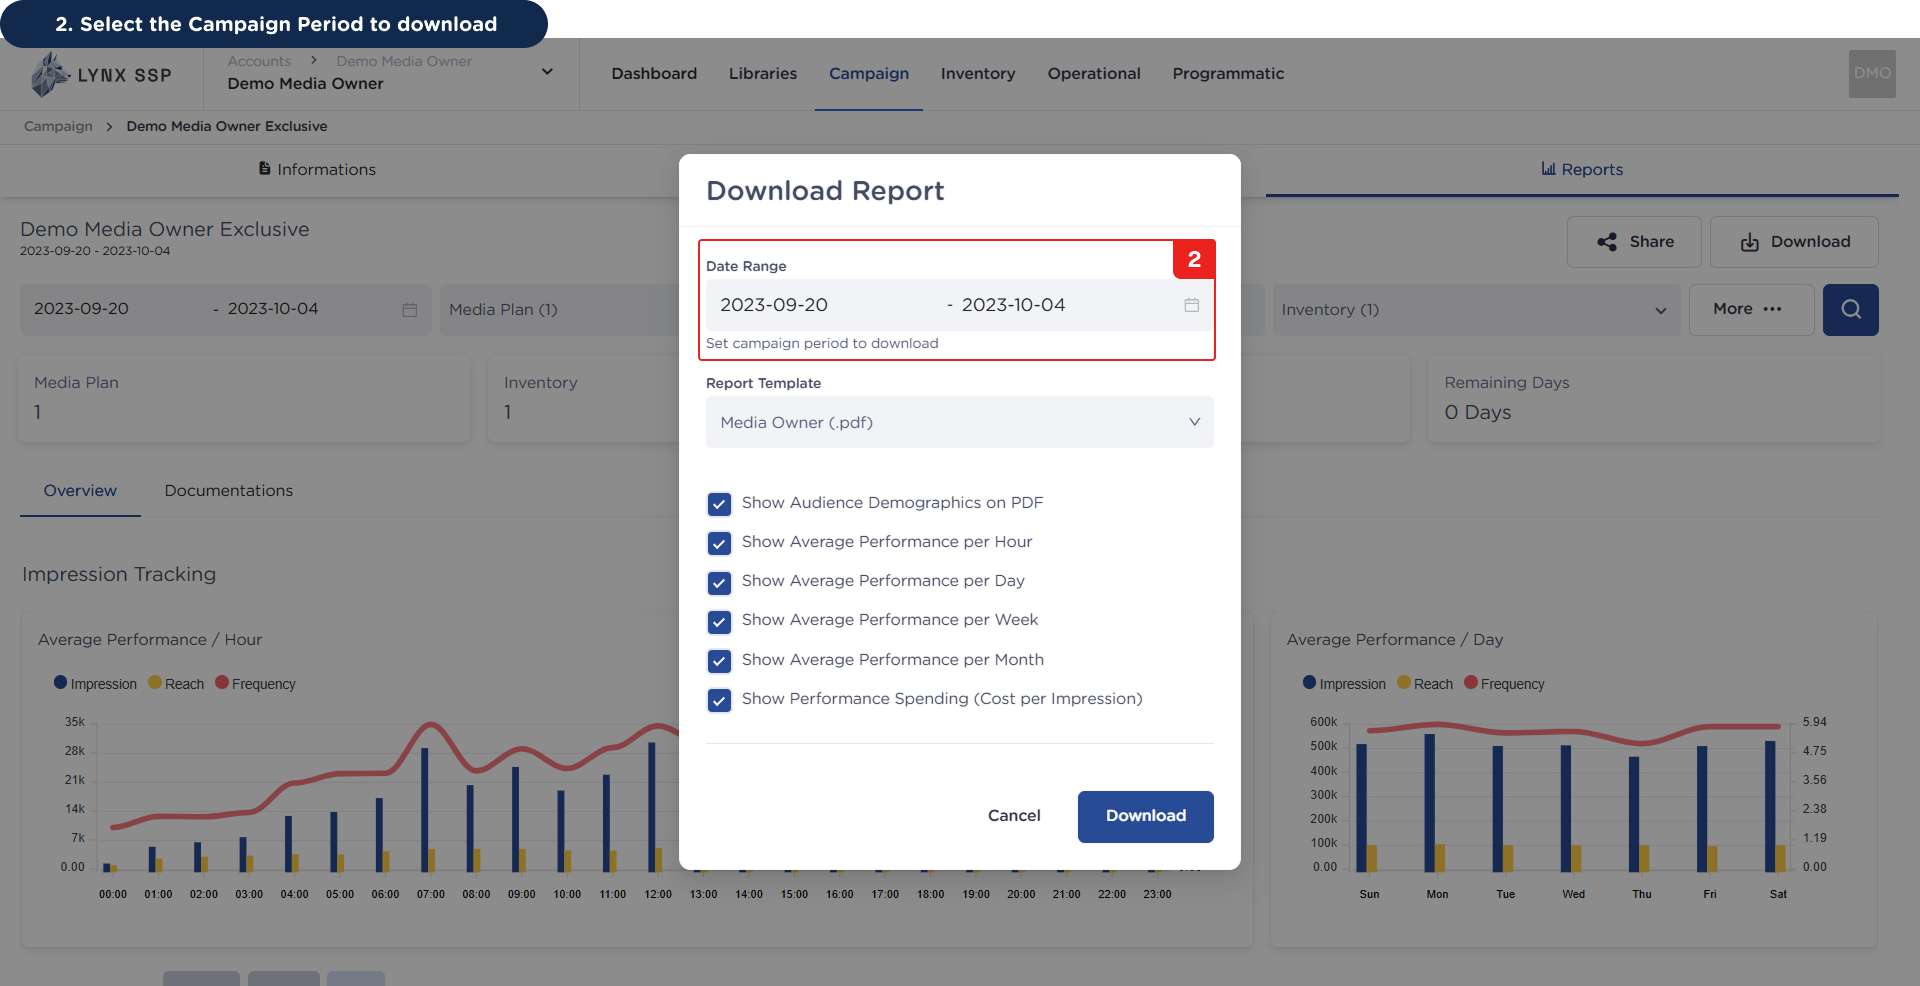 2. Select the Campaign Period to download
LYNX SSP
Accounts > Demo Media Owner
Demo Media Owner
Dashboard
Libraries
Campaign
Inventory
Operational
Programmatic
DMO
Campaign > Demo Media Owner Exclusive
Informations
Reports
Demo Media Owner Exclusive
2023-09-20 - 2023-10-04
Share
Download
2023-09-20 - 2023-10-04
Media Plan (1)
Inventory (1)
More •••
Media Plan
1
Inventory
1
Remaining Days
0 Days
Overview
Documentations
Impression Tracking
Average Performance / Hour
Impression Reach Frequency
35k
28k
21k
14k
7k
0.00
00:00 01:00 02:00 03:00 04:00 05:00 06:00 07:00 08:00 09:00 10:00 11:00 12:00 13:00 14:00 15:00 16:00 17:00 18:00 19:00 20:00 21:00 22:00 23:00
Average Performance / Day
Impression Reach Frequency
600k
500k
400k
300k
200k
100k
0.00
5.94
4.75
3.56
2.38
1.19
0.00
Sun Mon Tue Wed Thu Fri Sat
Download Report
2
Date Range
2023-09-20 - 2023-10-04
Set campaign period to download
Report Template
Media Owner (.pdf)
Show Audience Demographics on PDF
Show Average Performance per Hour
Show Average Performance per Day
Show Average Performance per Week
Show Average Performance per Month
Show Performance Spending (Cost per Impression)
Cancel
Download